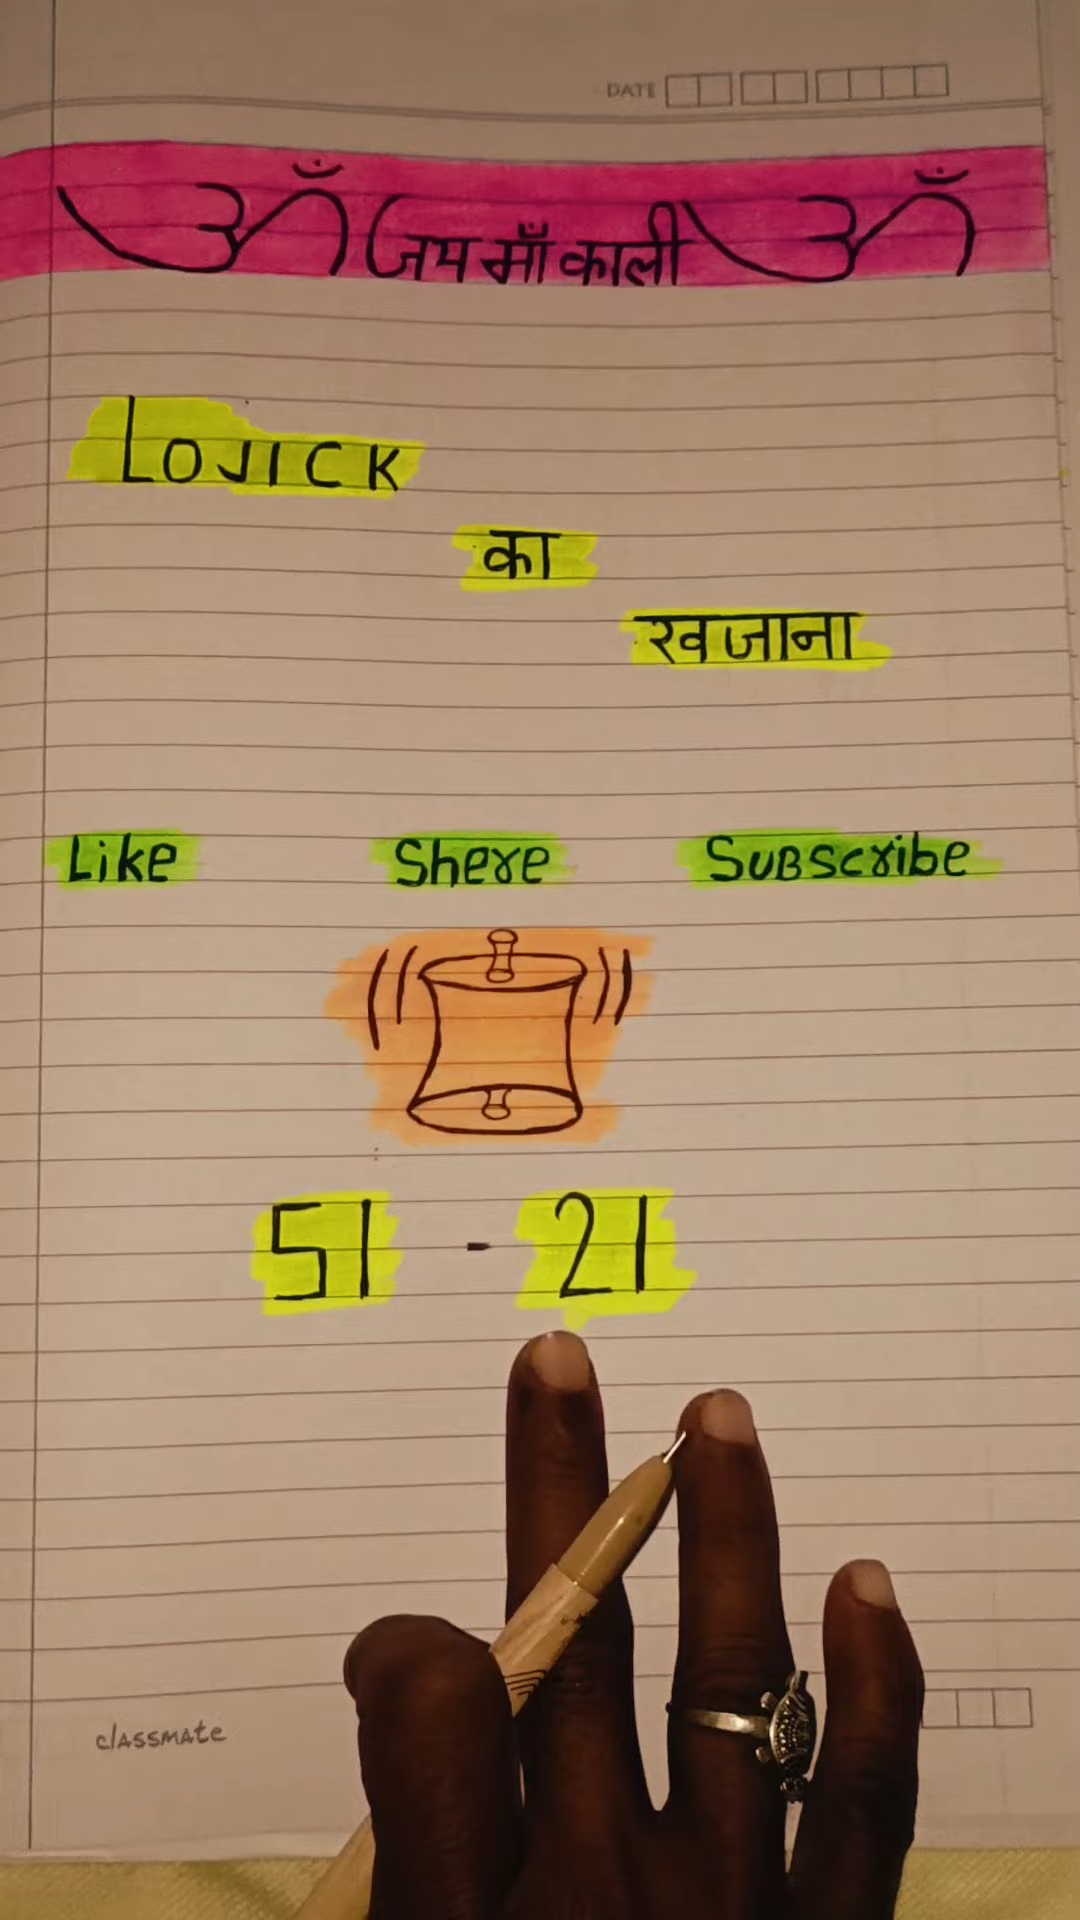 DATE
ॐ जय माँ काली ॐ
LOJICK
का
खजाना
Like Shere Subscribe
51 - 21
classmate